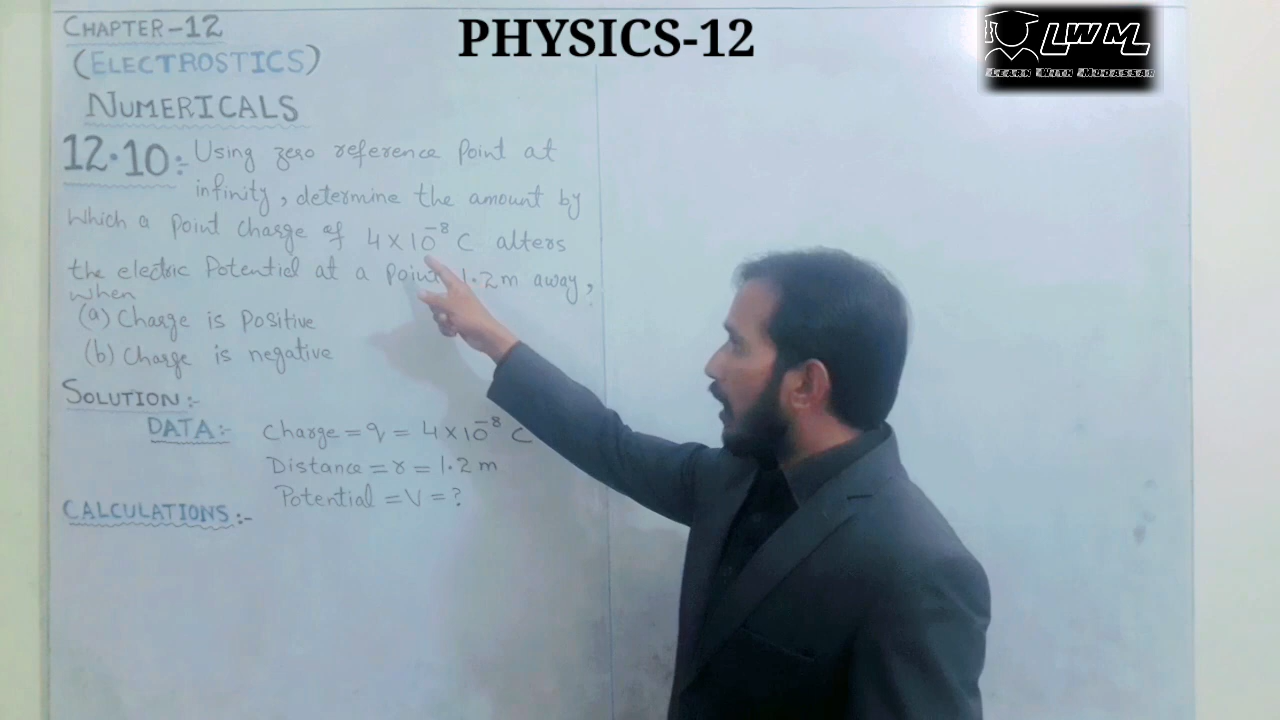 CHAPTER-12
PHYSICS-12
LWML
LEARN WITH MUDASSAR
(ELECTROSTICS)
NUMERICALS
12.10:- Using zero reference point at
infinity, determine the amount by
which a point charge of 4×10⁻⁸ C alters
the electric Potential at a point 1.2m away,
when
(a) Charge is positive
(b) Charge is negative
SOLUTION:-
DATA:- Charge = q = 4×10⁻⁸ C
Distance = r = 1.2 m
Potential = V = ?
CALCULATIONS:-